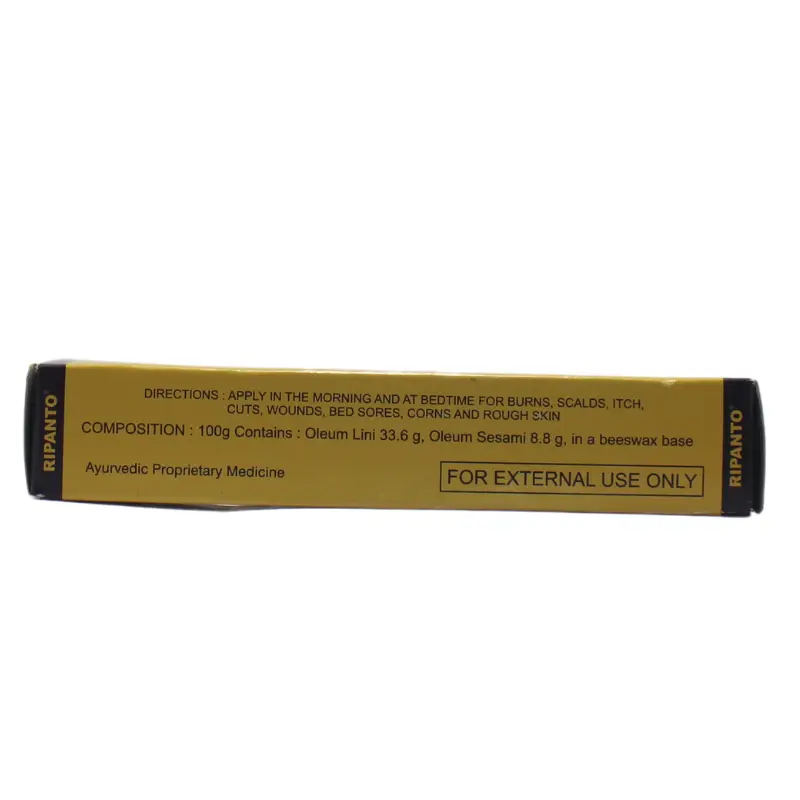 RIPANTO®
DIRECTIONS : APPLY IN THE MORNING AND AT BEDTIME FOR BURNS, SCALDS, ITCH,
CUTS, WOUNDS, BED SORES, CORNS AND ROUGH SKIN
COMPOSITION : 100g Contains : Oleum Lini 33.6 g, Oleum Sesami 8.8 g, in a beeswax base
Ayurvedic Proprietary Medicine
FOR EXTERNAL USE ONLY
RIPANTO®